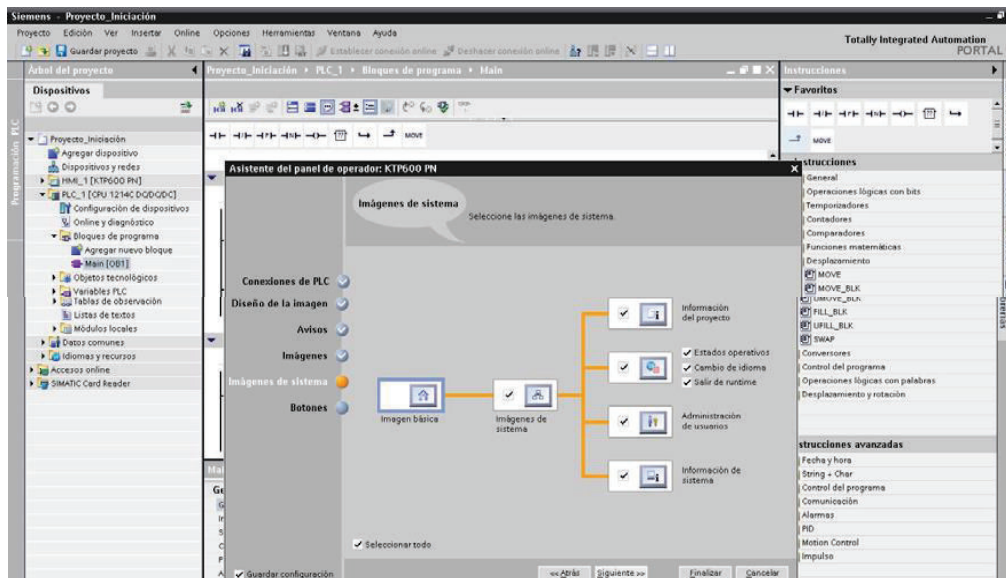 Siemens - Proyecto_Iniciación
Proyecto Edición Ver Insertar Online Opciones Herramientas Ventana Ayuda
Guardar proyecto
Establecer conexión online Deshacer conexión online
Totally Integrated Automation
PORTAL
Árbol del proyecto
Proyecto_Iniciación PLC_1 Bloques de programa Main
Instrucciones
Dispositivos
Favoritos
Programación PLC
Proyecto_Iniciación
Agregar dispositivo
Dispositivos y redes
HMI_1 [KTP600 PN]
PLC_1 [CPU 1214C DC/DC/DC]
Configuración de dispositivos
Online y diagnóstico
Bloques de programa
Agregar nuevo bloque
Main [OB1]
Objetos tecnológicos
Variables PLC
Tablas de observación
Listas de textos
Módulos locales
Datos comunes
Idiomas y recursos
Accesos online
SIMATIC Card Reader
MOVE
Asistente del panel de operador: KTP600 PN
X
Imágenes de sistema
Seleccione las imágenes de sistema.
Conexiones de PLC
Diseño de la imagen
Avisos
Imágenes
Imágenes de sistema
Botones
Imagen básica
Imágenes de
sistema
Información
del proyecto
Estados operativos
Cambio de idioma
Salir de runtime
Administración
de usuarios
Información de
sistema
Seleccionar todo
Guardar configuración
<< Atrás Siguiente >> Finalizar Cancelar
MOVE
strucciones
General
Operaciones lógicas con bits
Temporizadores
Contadores
Comparadores
Funciones matemáticas
Desplazamiento
MOVE
MOVE_BLK
UMOVE_BLK
FILL_BLK
UFILL_BLK
SWAP
Conversores
Control del programa
Operaciones lógicas con palabras
Desplazamiento y rotación
strucciones avanzadas
Fecha y hora
String + Char
Control del programa
Comunicación
Alarmas
PID
Motion Control
Impulso